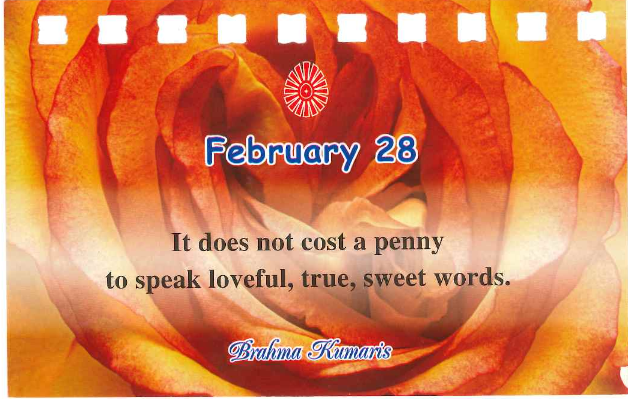 February 28
It does not cost a penny
to speak loveful, true, sweet words.
Brahma Kumaris